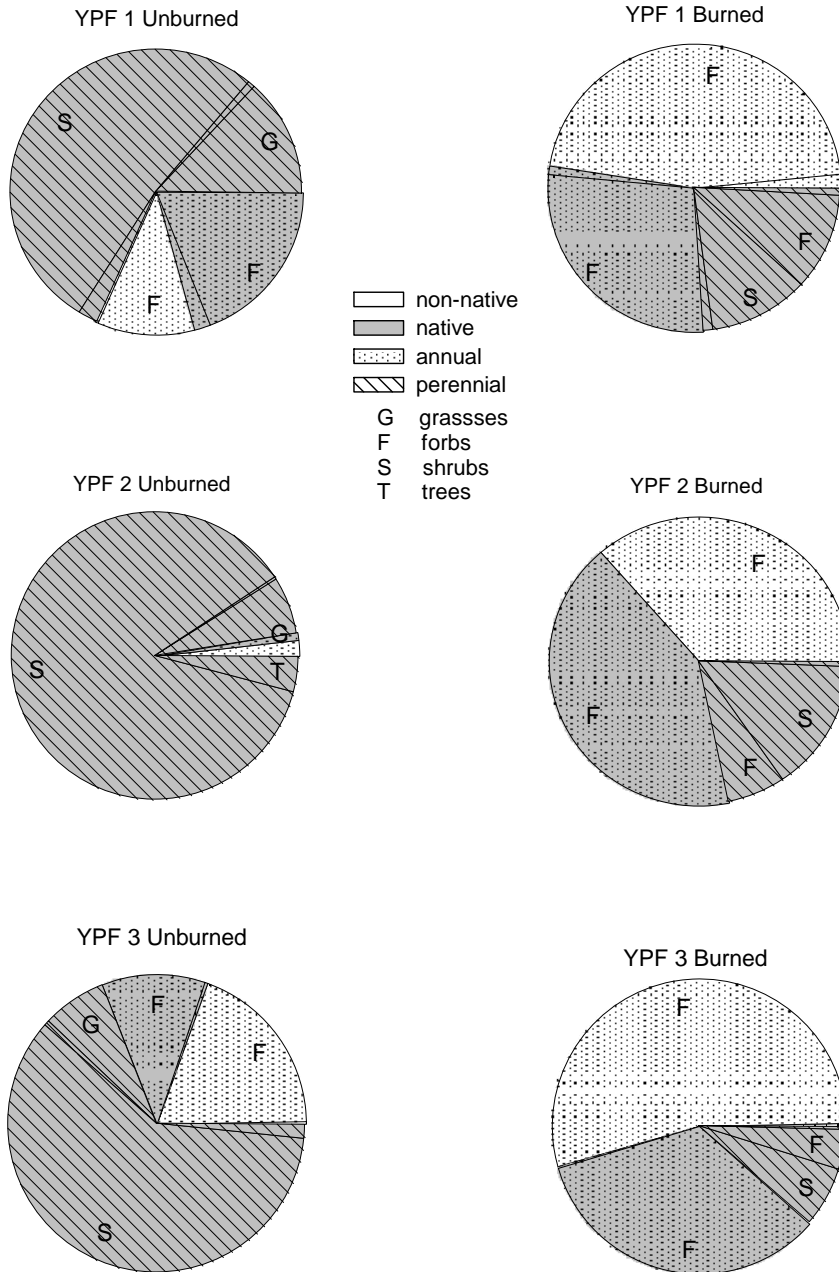 YPF 1 Unburned
YPF 1 Burned
S
G
F
F
F
F
F
S
non-native
native
annual
perennial
G grassses
F forbs
S shrubs
T trees
YPF 2 Unburned
YPF 2 Burned
S
G
T
F
F
S
F
YPF 3 Unburned
YPF 3 Burned
G
F
F
S
F
F
S
F